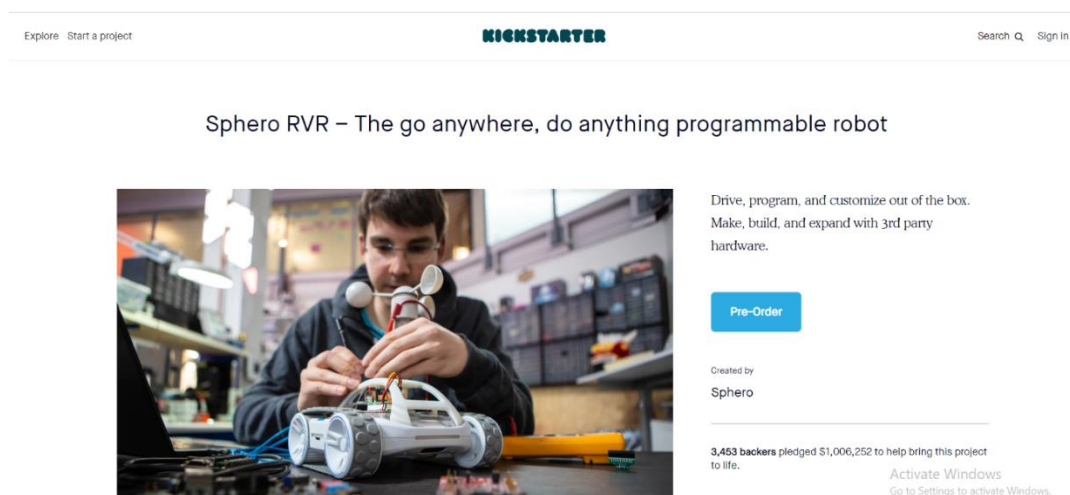 Explore Start a project
KICKSTARTER
Search Sign in
Sphero RVR – The go anywhere, do anything programmable robot
Drive, program, and customize out of the box.
Make, build, and expand with 3rd party
hardware.
Pre-Order
Created by
Sphero
3,453 backers pledged $1,006,252 to help bring this project
to life.
Activate Windows
Go to Settings to activate Windows.